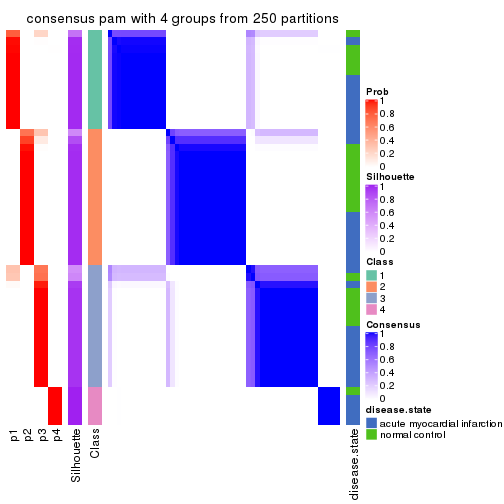 consensus pam with 4 groups from 250 partitions
Prob
1
0.8
0.6
0.4
0.2
0
Silhouette
1
0.8
0.6
0.4
0.2
0
Class
1
2
3
4
Consensus
1
0.8
0.6
0.4
0.2
0
disease.state
acute myocardial infarction
normal control
p1
p2
p3
p4
Silhouette
Class
disease.state